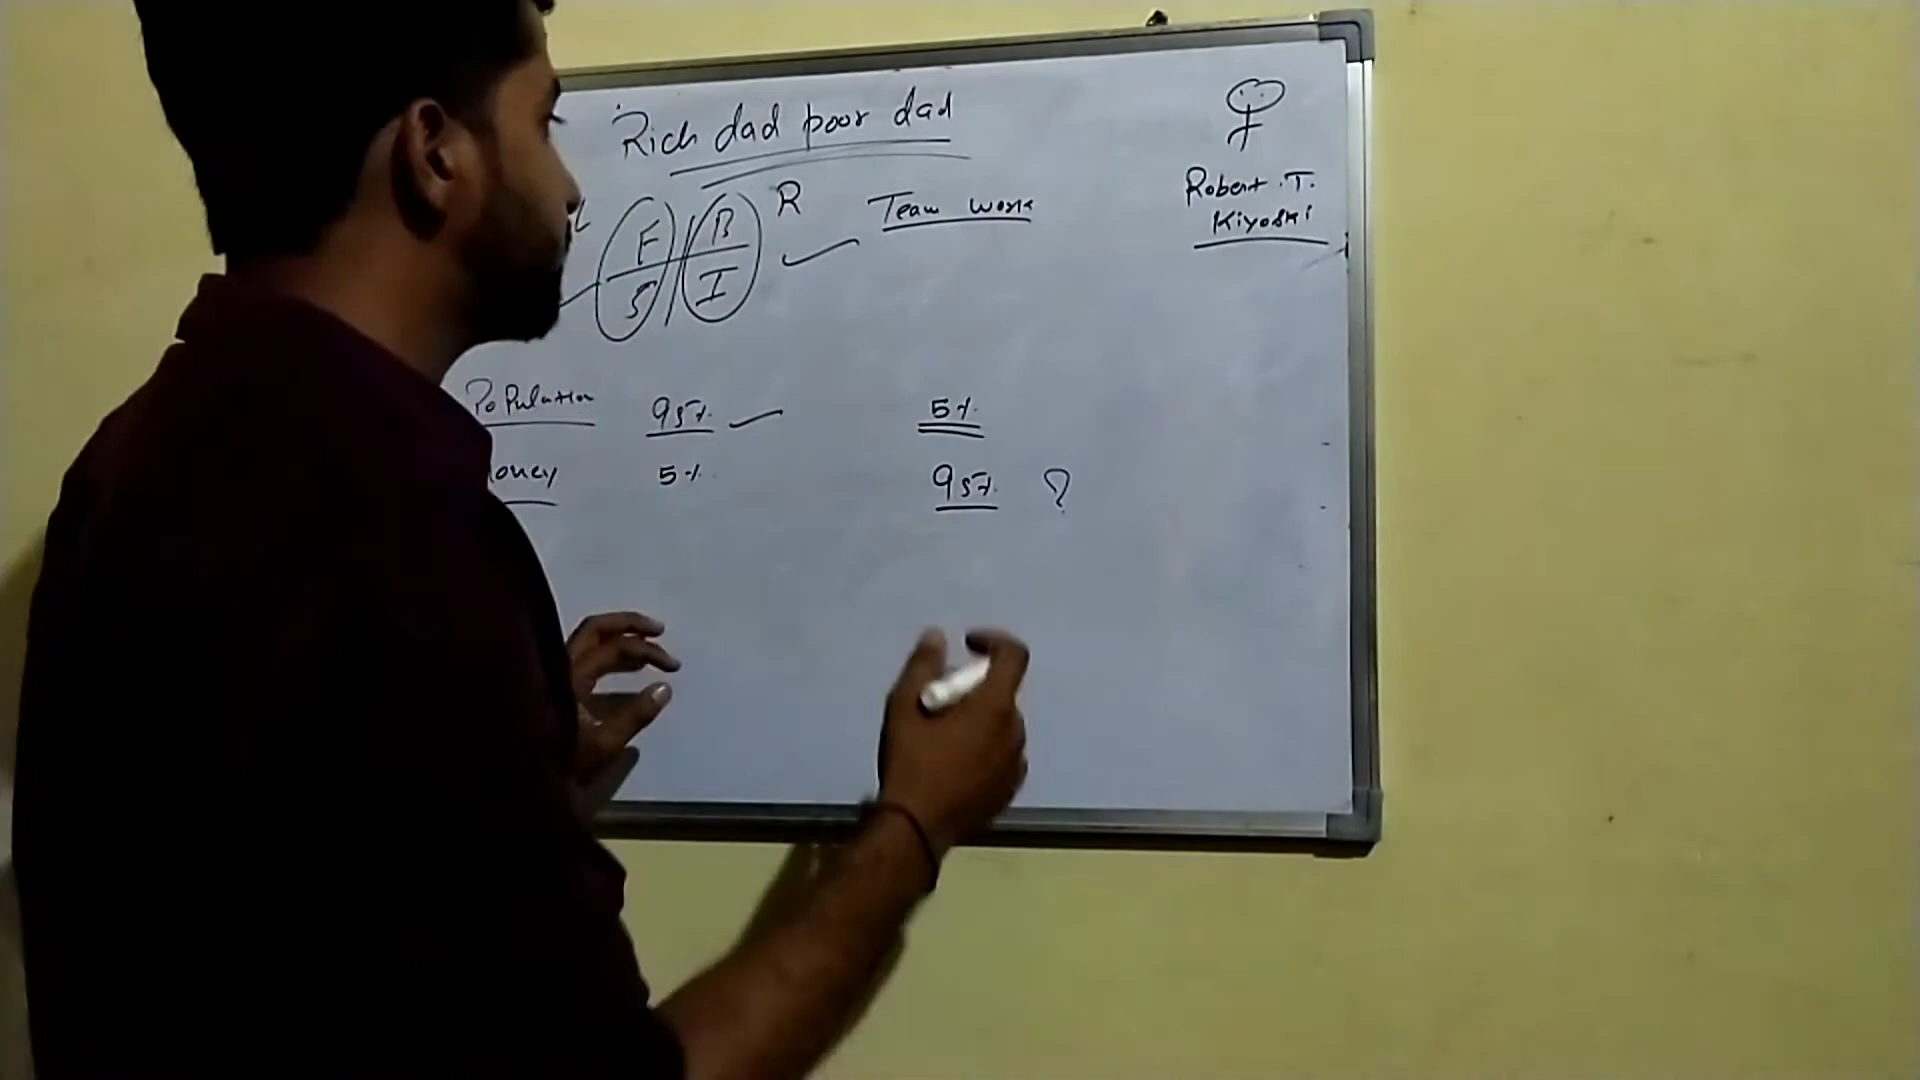 Rich dad poor dad
L F B R Team work
S I
Robert .T.
Kiyoski
Population 95% 5%
oney 5% 95% ?